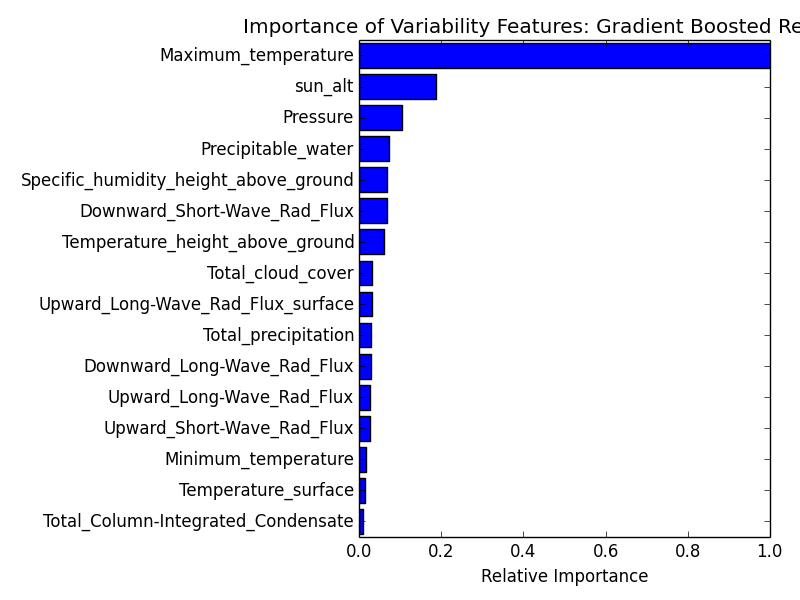 Importance of Variability Features: Gradient Boosted Re
Maximum_temperature
sun_alt
Pressure
Precipitable_water
Specific_humidity_height_above_ground
Downward_Short-Wave_Rad_Flux
Temperature_height_above_ground
Total_cloud_cover
Upward_Long-Wave_Rad_Flux_surface
Total_precipitation
Downward_Long-Wave_Rad_Flux
Upward_Long-Wave_Rad_Flux
Upward_Short-Wave_Rad_Flux
Minimum_temperature
Temperature_surface
Total_Column-Integrated_Condensate
0.0 0.2 0.4 0.6 0.8 1.0
Relative Importance